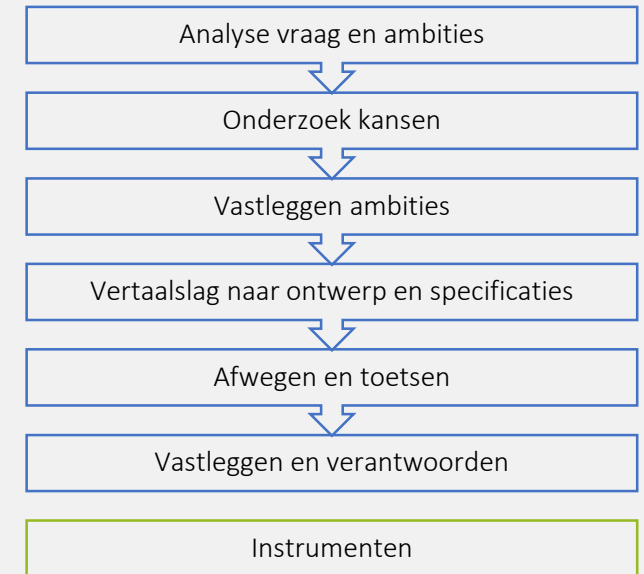 Analyse vraag en ambities
Onderzoek kansen
Vastleggen ambities
Vertaalslag naar ontwerp en specificaties
Afwegen en toetsen
Vastleggen en verantwoorden
Instrumenten